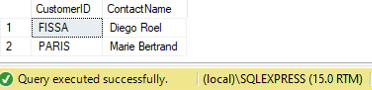 CustomerID ContactName
1 FISSA Diego Roel
2 PARIS Marie Bertrand
Query executed successfully. (local)\SQLEXPRESS (15.0 RTM)